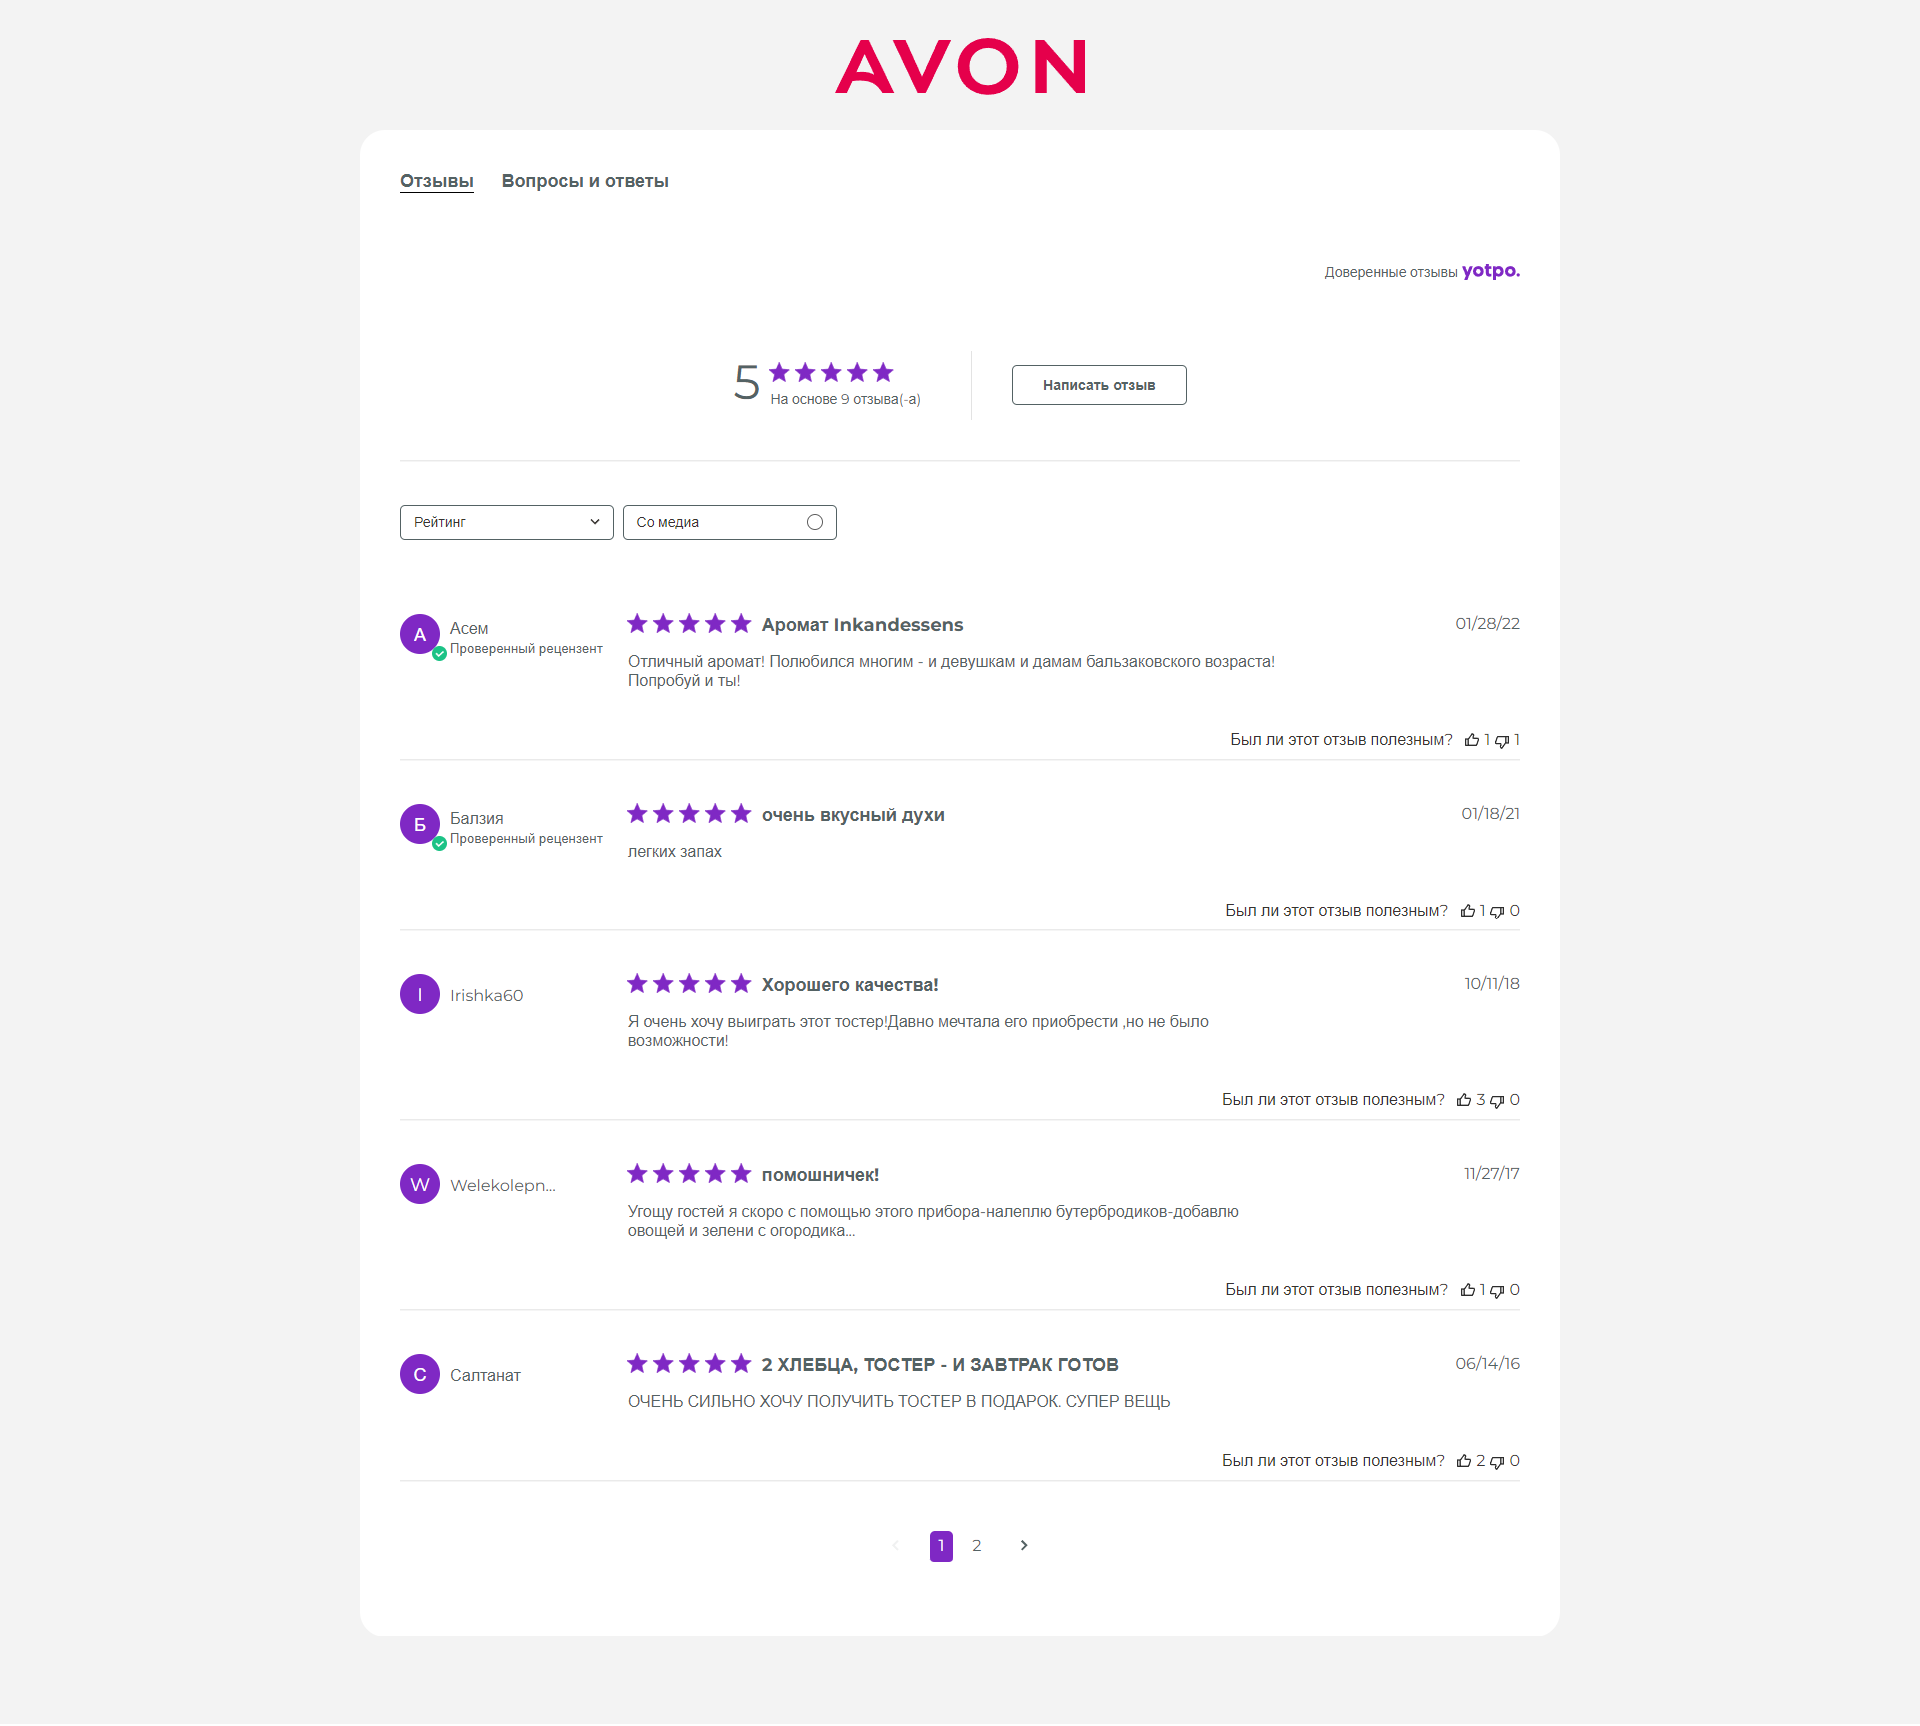 AVON
Отзывы Вопросы и ответы
Доверенные отзывы yotpo.
5
На основе 9 отзыва(-а)
Написать отзыв
Рейтинг
Со медиа
А
Асем
Проверенный рецензент
Аромат Inkandessens
01/28/22
Отличный аромат! Полюбился многим - и девушкам и дамам бальзаковского возраста!
Попробуй и ты!
Был ли этот отзыв полезным? 1 1
Б
Балзия
Проверенный рецензент
очень вкусный духи
01/18/21
легких запах
Был ли этот отзыв полезным? 1 0
I
Irishka60
Хорошего качества!
10/11/18
Я очень хочу выиграть этот тостер!Давно мечтала его приобрести ,но не было
возможности!
Был ли этот отзыв полезным? 3 0
W
Welekolepn...
помошничек!
11/27/17
Угощу гостей я скоро с помощью этого прибора-налеплю бутербродиков-добавлю
овощей и зелени с огородика...
Был ли этот отзыв полезным? 1 0
С
Салтанат
2 ХЛЕБЦА, ТОСТЕР - И ЗАВТРАК ГОТОВ
06/14/16
ОЧЕНЬ СИЛЬНО ХОЧУ ПОЛУЧИТЬ ТОСТЕР В ПОДАРОК. СУПЕР ВЕЩЬ
Был ли этот отзыв полезным? 2 0
1 2